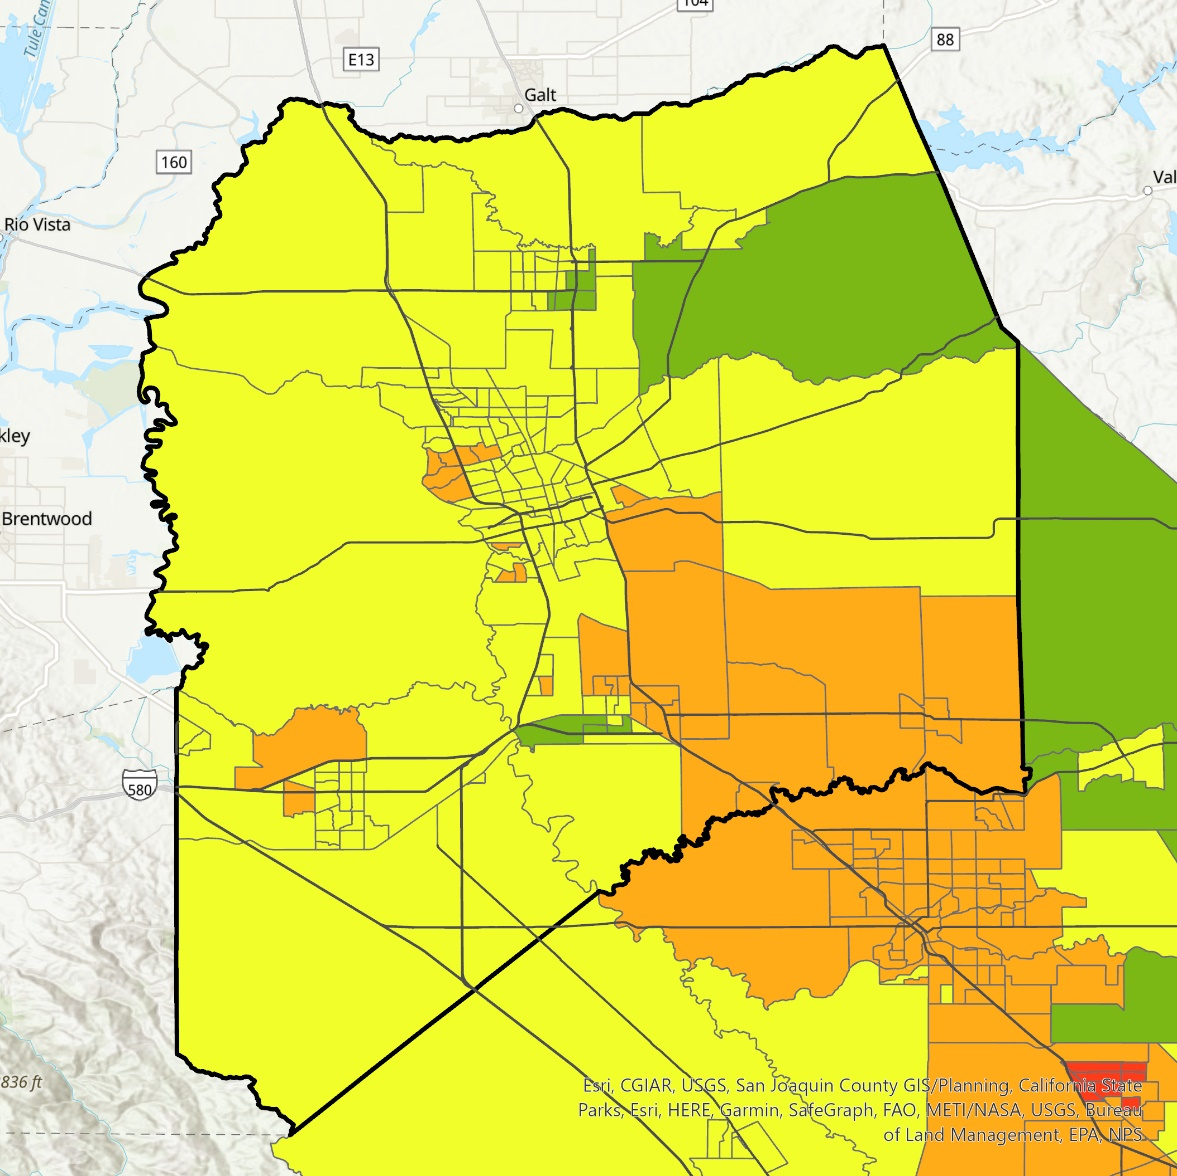 Tule Can
104
E13
88
Galt
160
Val
Rio Vista
kley
Brentwood
580
836 ft
Esri, CGIAR, USGS, San Joaquin County GIS/Planning, California State
Parks, Esri, HERE, Garmin, SafeGraph, FAO, METI/NASA, USGS, Bureau
of Land Management, EPA, NPS